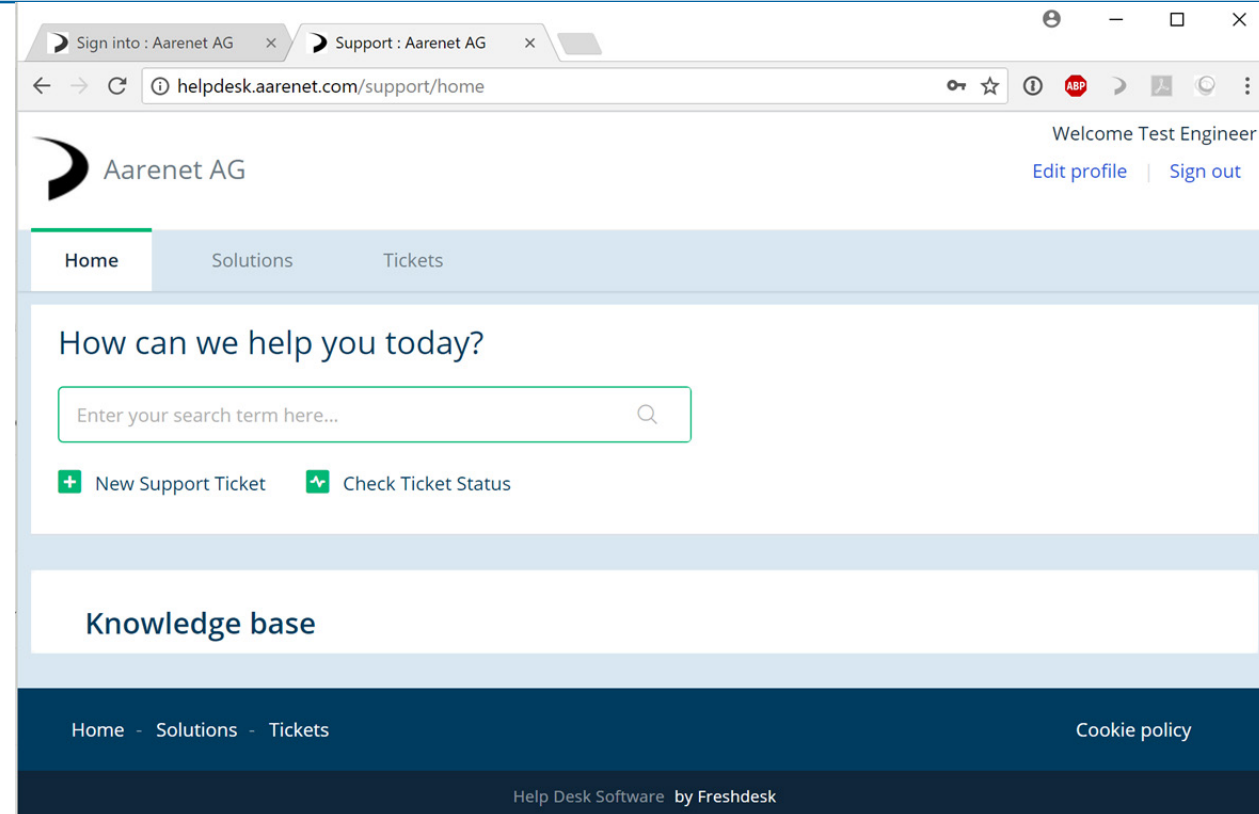 Sign into : Aarenet AG
Support : Aarenet AG
helpdesk.aarenet.com/support/home
ABP
Welcome Test Engineer
Aarenet AG
Edit profile | Sign out
Home Solutions Tickets
How can we help you today?
Enter your search term here...
New Support Ticket Check Ticket Status
Knowledge base
Home - Solutions - Tickets Cookie policy
Help Desk Software by Freshdesk